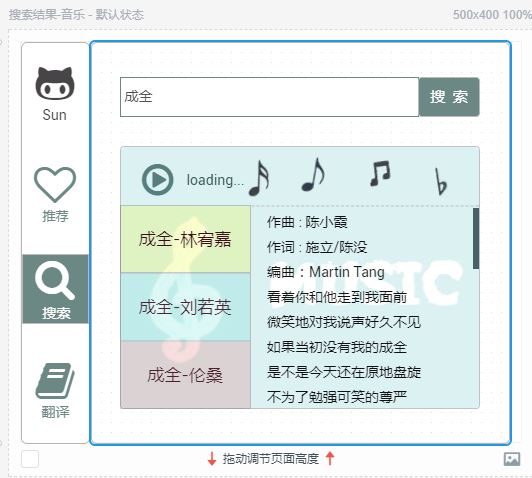 搜索结果-音乐 - 默认状态
500x400 100%
Sun
推荐
搜索
翻译
成全
搜 索
loading...
成全-林宥嘉
成全-刘若英
成全-伦桑
MUSIC
作曲 : 陈小霞
作词 : 施立/陈没
编曲：Martin Tang
看着你和他走到我面前
微笑地对我说声好久不见
如果当初没有我的成全
是不是今天还在原地盘旋
不为了勉强可笑的尊严
拖动调节页面高度